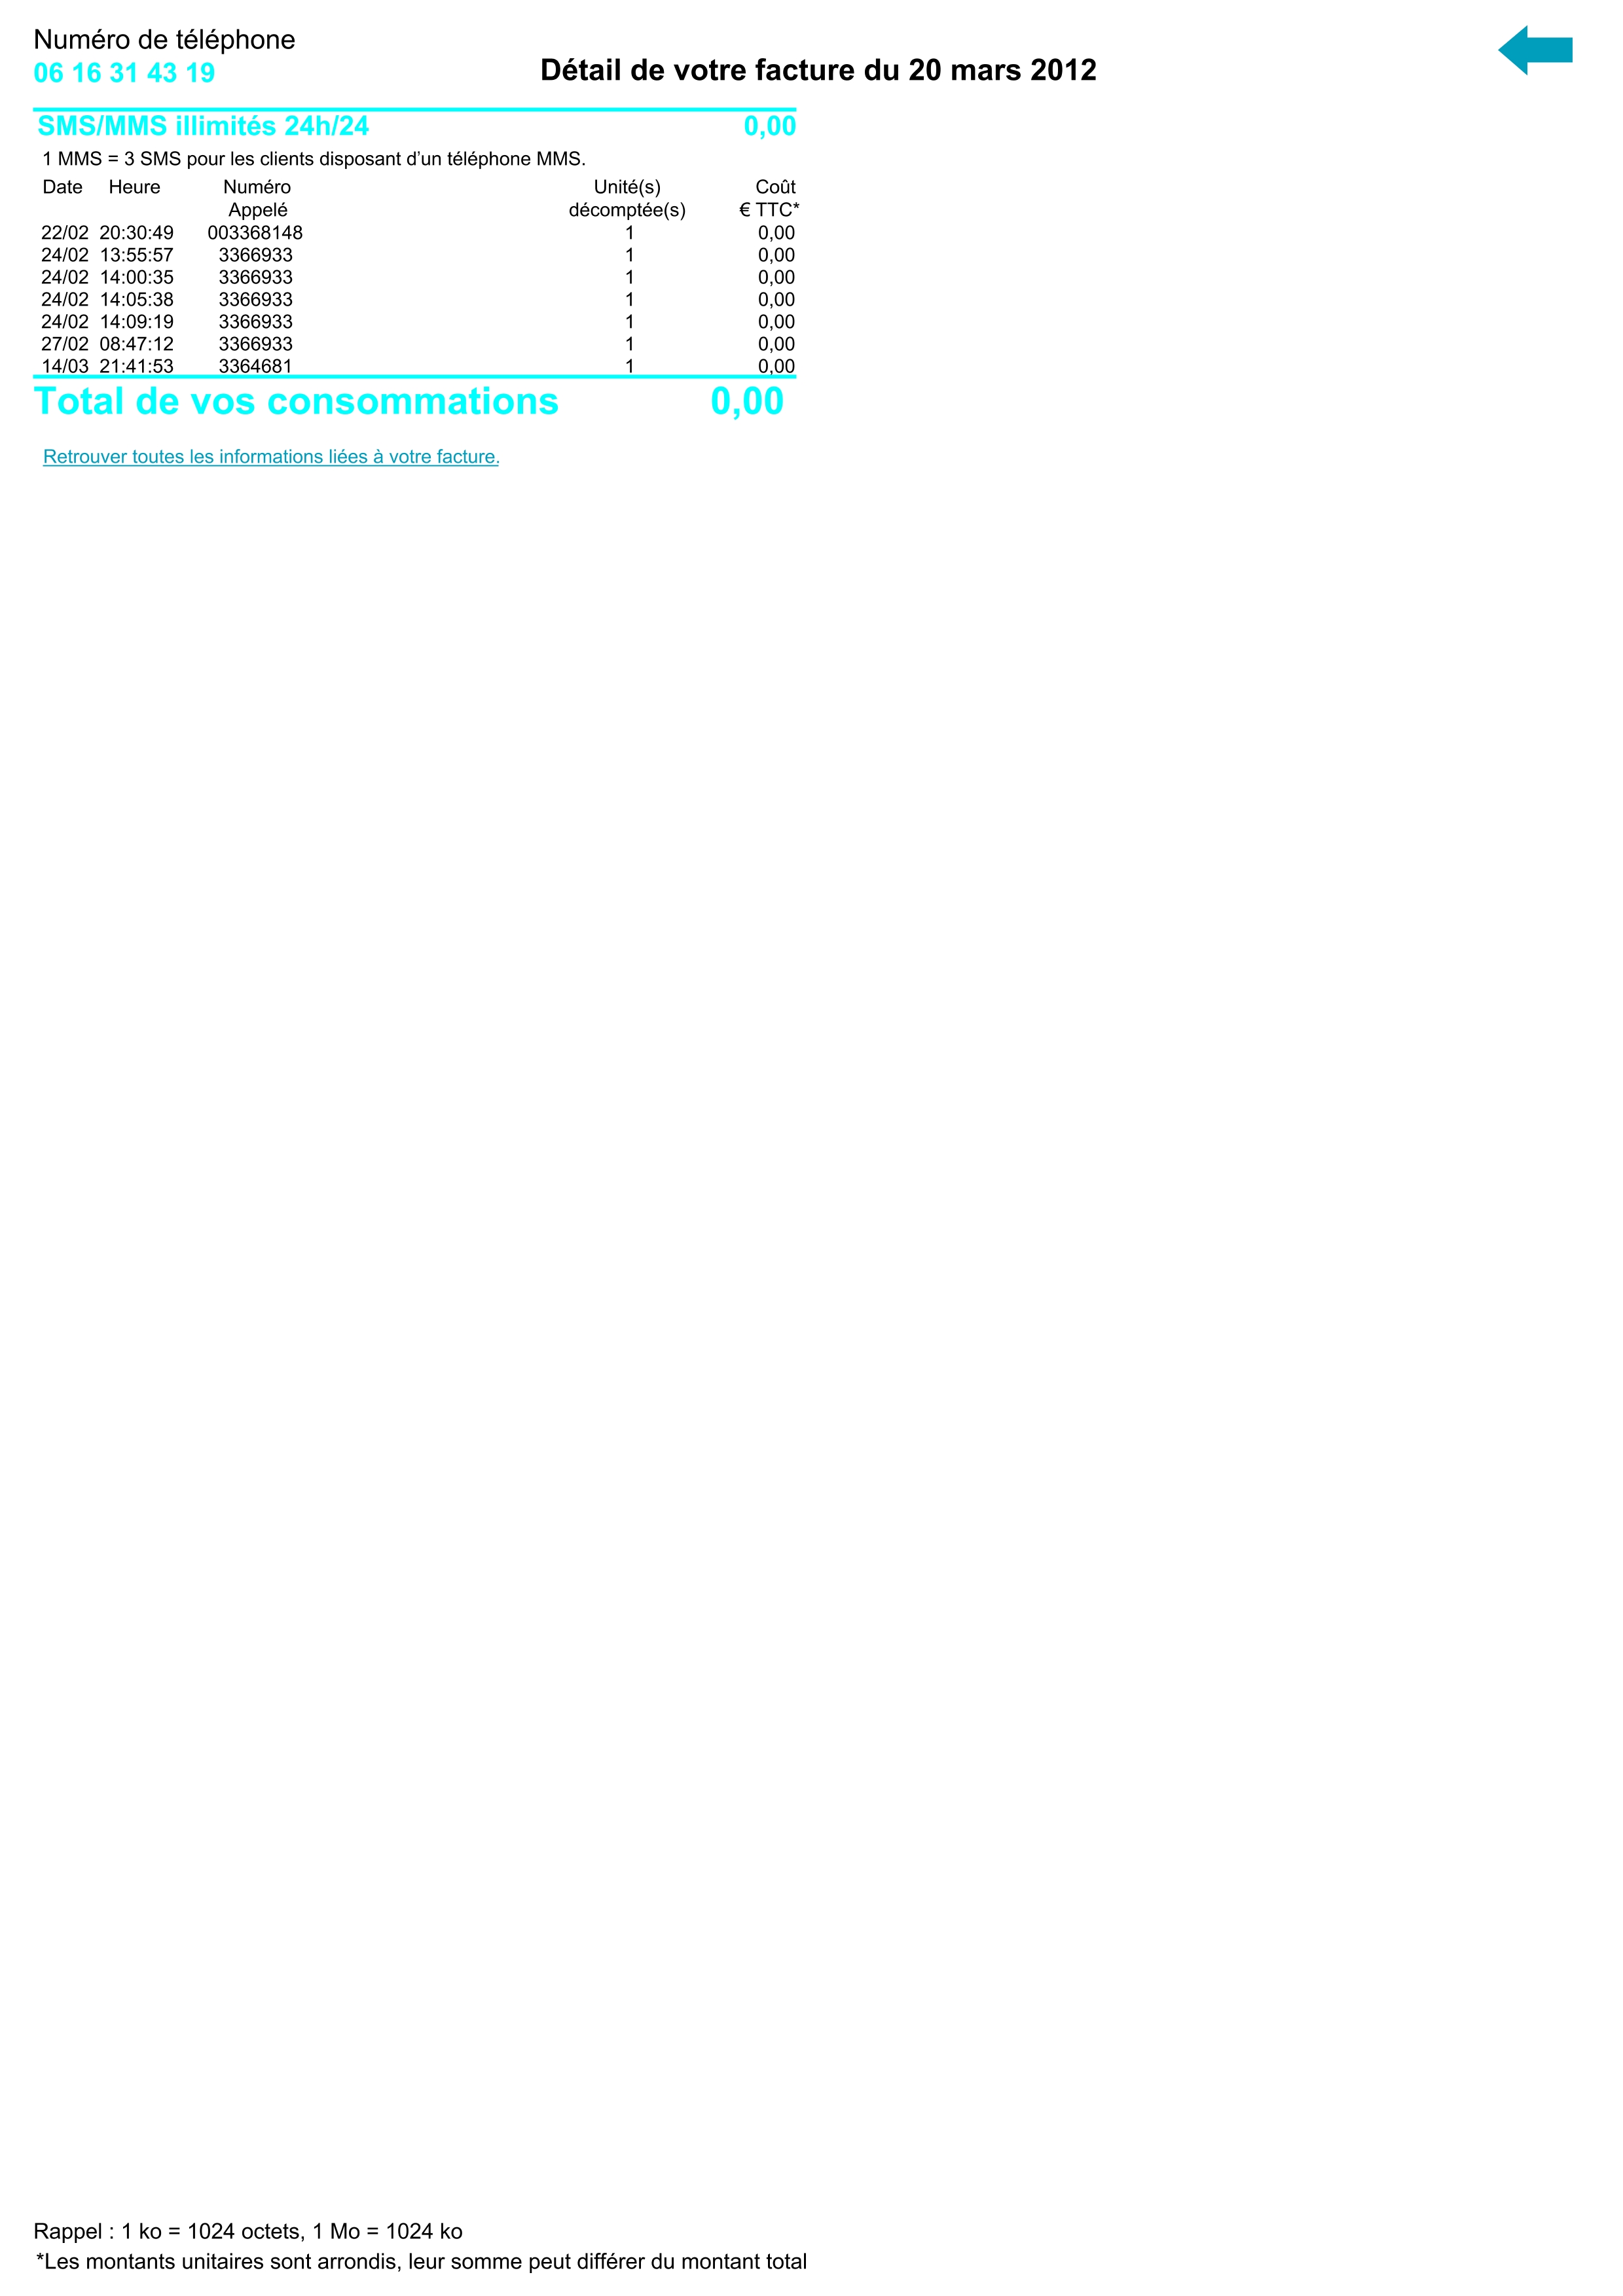 Numéro de téléphone
06 16 31 43 19
Détail de votre facture du 20 mars 2012
SMS/MMS illimités 24h/24 0,00
1 MMS = 3 SMS pour les clients disposant d'un téléphone MMS.
Date Heure Numéro Unité(s) Coût
Appelé décomptée(s) € TTC*
22/02 20:30:49 003368148 1 0,00
24/02 13:55:57 3366933 1 0,00
24/02 14:00:35 3366933 1 0,00
24/02 14:05:38 3366933 1 0,00
24/02 14:09:19 3366933 1 0,00
27/02 08:47:12 3366933 1 0,00
14/03 21:41:53 3364681 1 0,00
Total de vos consommations 0,00
Retrouver toutes les informations liées à votre facture.
Rappel : 1 ko = 1024 octets, 1 Mo = 1024 ko
*Les montants unitaires sont arrondis, leur somme peut différer du montant total